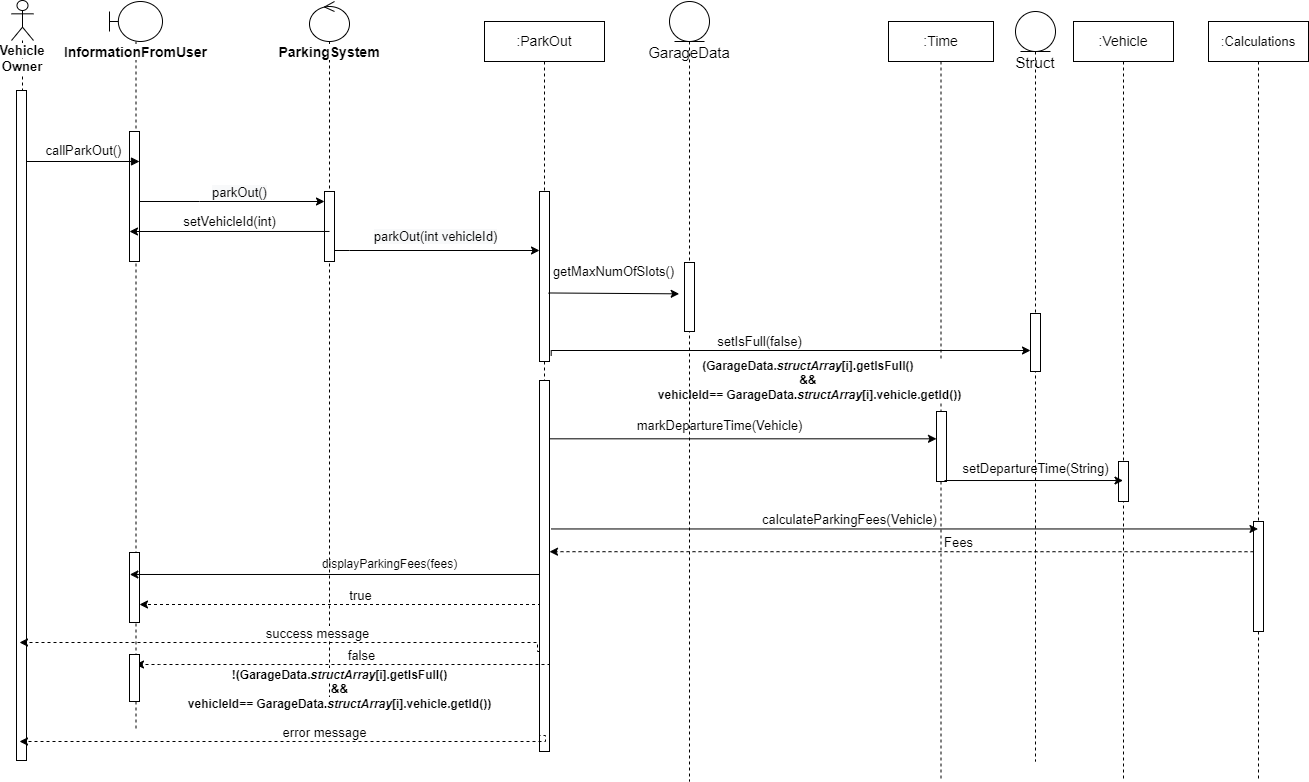 Vehicle
Owner
InformationFromUser
ParkingSystem
:ParkOut
GarageData
:Time
Struct
:Vehicle
:Calculations
callParkOut()
parkOut()
setVehicleId(int)
parkOut(int vehicleId)
getMaxNumOfSlots()
setIsFull(false)
(GarageData.structArray[i].getIsFull()
&&
vehicleId== GarageData.structArray[i].vehicle.getId())
markDepartureTime(Vehicle)
setDepartureTime(String)
calculateParkingFees(Vehicle)
Fees
displayParkingFees(fees)
true
success message
false
!(GarageData.structArray[i].getIsFull()
&&
vehicleId== GarageData.structArray[i].vehicle.getId())
error message